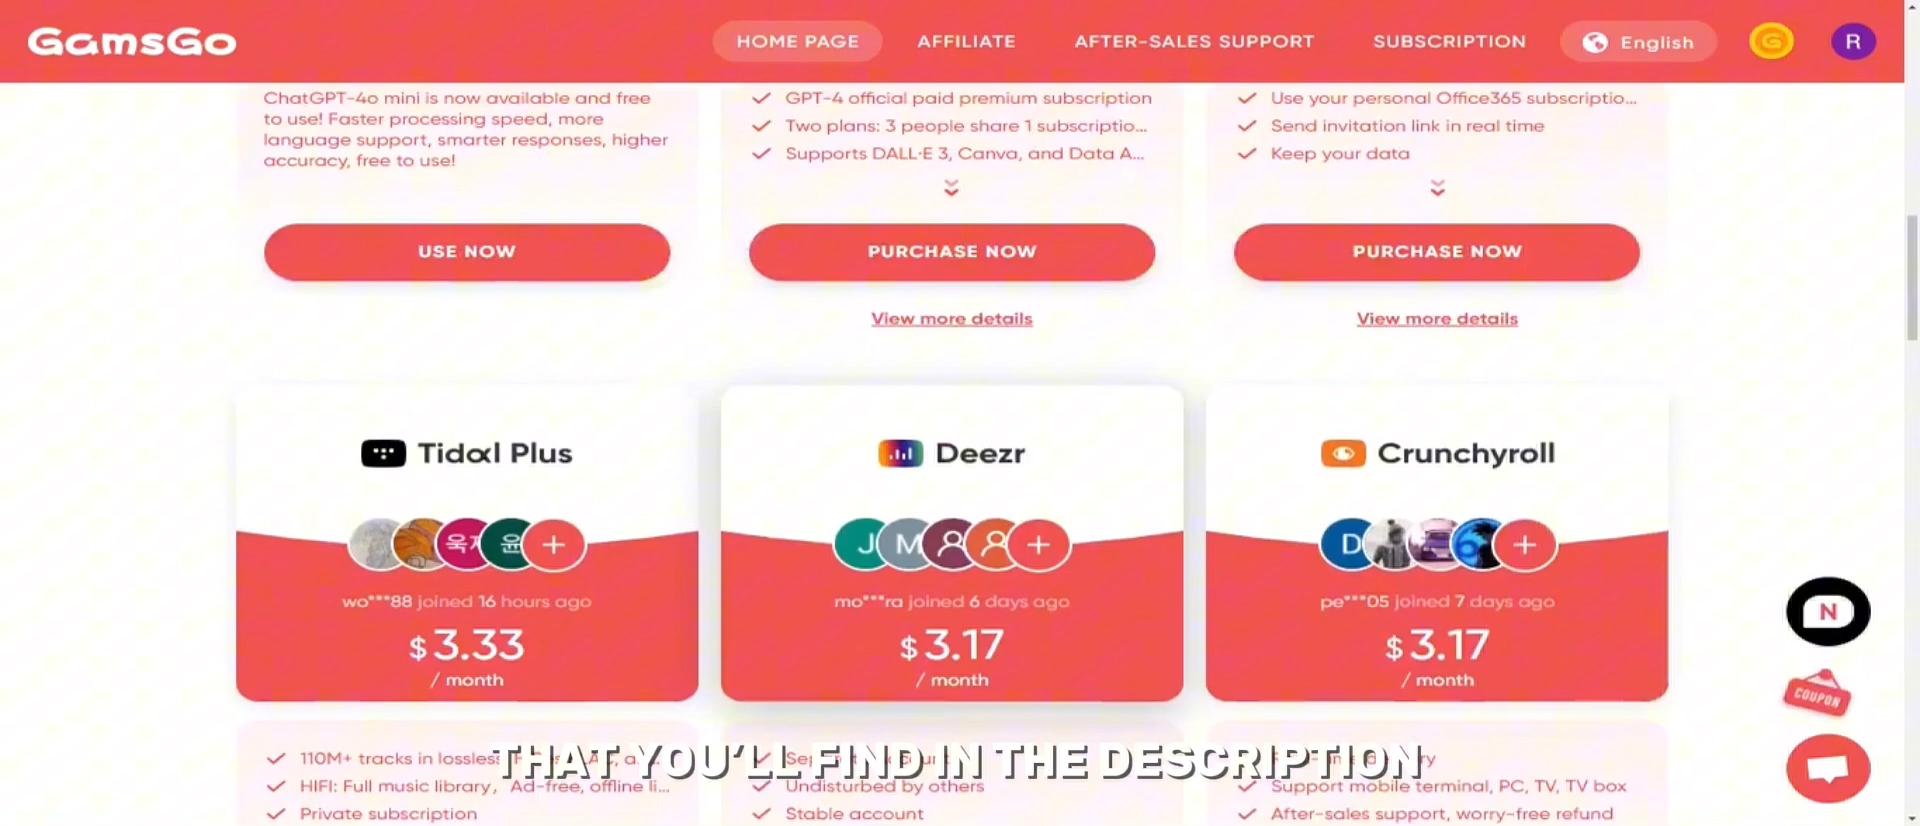 GamsGo
HOME PAGE
AFFILIATE
AFTER-SALES SUPPORT
SUBSCRIPTION
English
G
R
ChatGPT-4o mini is now available and free
to use! Faster processing speed, more
language support, smarter responses, higher
accuracy, free to use!
USE NOW
GPT-4 official paid premium subscription
Two plans: 3 people share 1 subscriptio...
Supports DALL·E 3, Canva, and Data A...
PURCHASE NOW
View more details
Use your personal Office365 subscriptio...
Send invitation link in real time
Keep your data
PURCHASE NOW
View more details
Tidal Plus
윤
wo***88 joined 16 hours ago
$3.33
/ month
Deezr
J M
mo***ra joined 6 days ago
$3.17
/ month
Crunchyroll
D
pe***05 joined 7 days ago
$3.17
/ month
N
COUPON
110M+ tracks in lossless
HIFI: Full music library, Ad-free, offline li...
Private subscription
Undisturbed by others
Stable account
Support mobile terminal, PC, TV, TV box
After-sales support, worry-free refund
THAT YOU'LL FIND IN THE DESCRIPTION